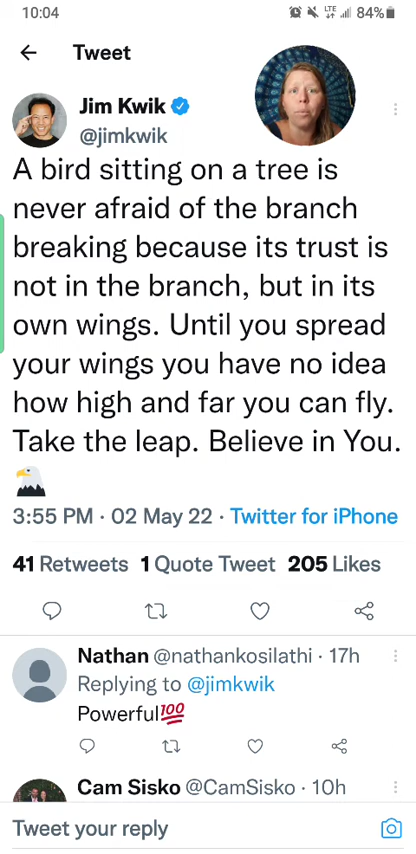 10:04
LTE
84%
Tweet
Jim Kwik
@jimkwik
A bird sitting on a tree is
never afraid of the branch
breaking because its trust is
not in the branch, but in its
own wings. Until you spread
your wings you have no idea
how high and far you can fly.
Take the leap. Believe in You.
🦅
3:55 PM · 02 May 22 · Twitter for iPhone
41 Retweets 1 Quote Tweet 205 Likes
Nathan @nathankosilathi · 17h
Replying to @jimkwik
Powerful💯
Cam Sisko @CamSisko · 10h
Tweet your reply